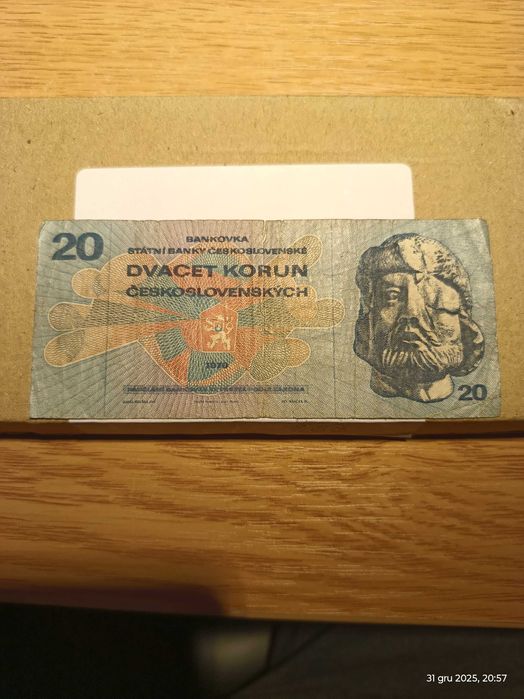 20
BANKOVKA
STÁTNÍ BANKY ČESKOSLOVENSKÉ
DVACET KORUN
ČESKOSLOVENSKÝCH
1970
PADĚLÁNÍ BANKOVEK SE TRESTÁ PODLE ZÁKONA
20
31 gru 2025, 20:57